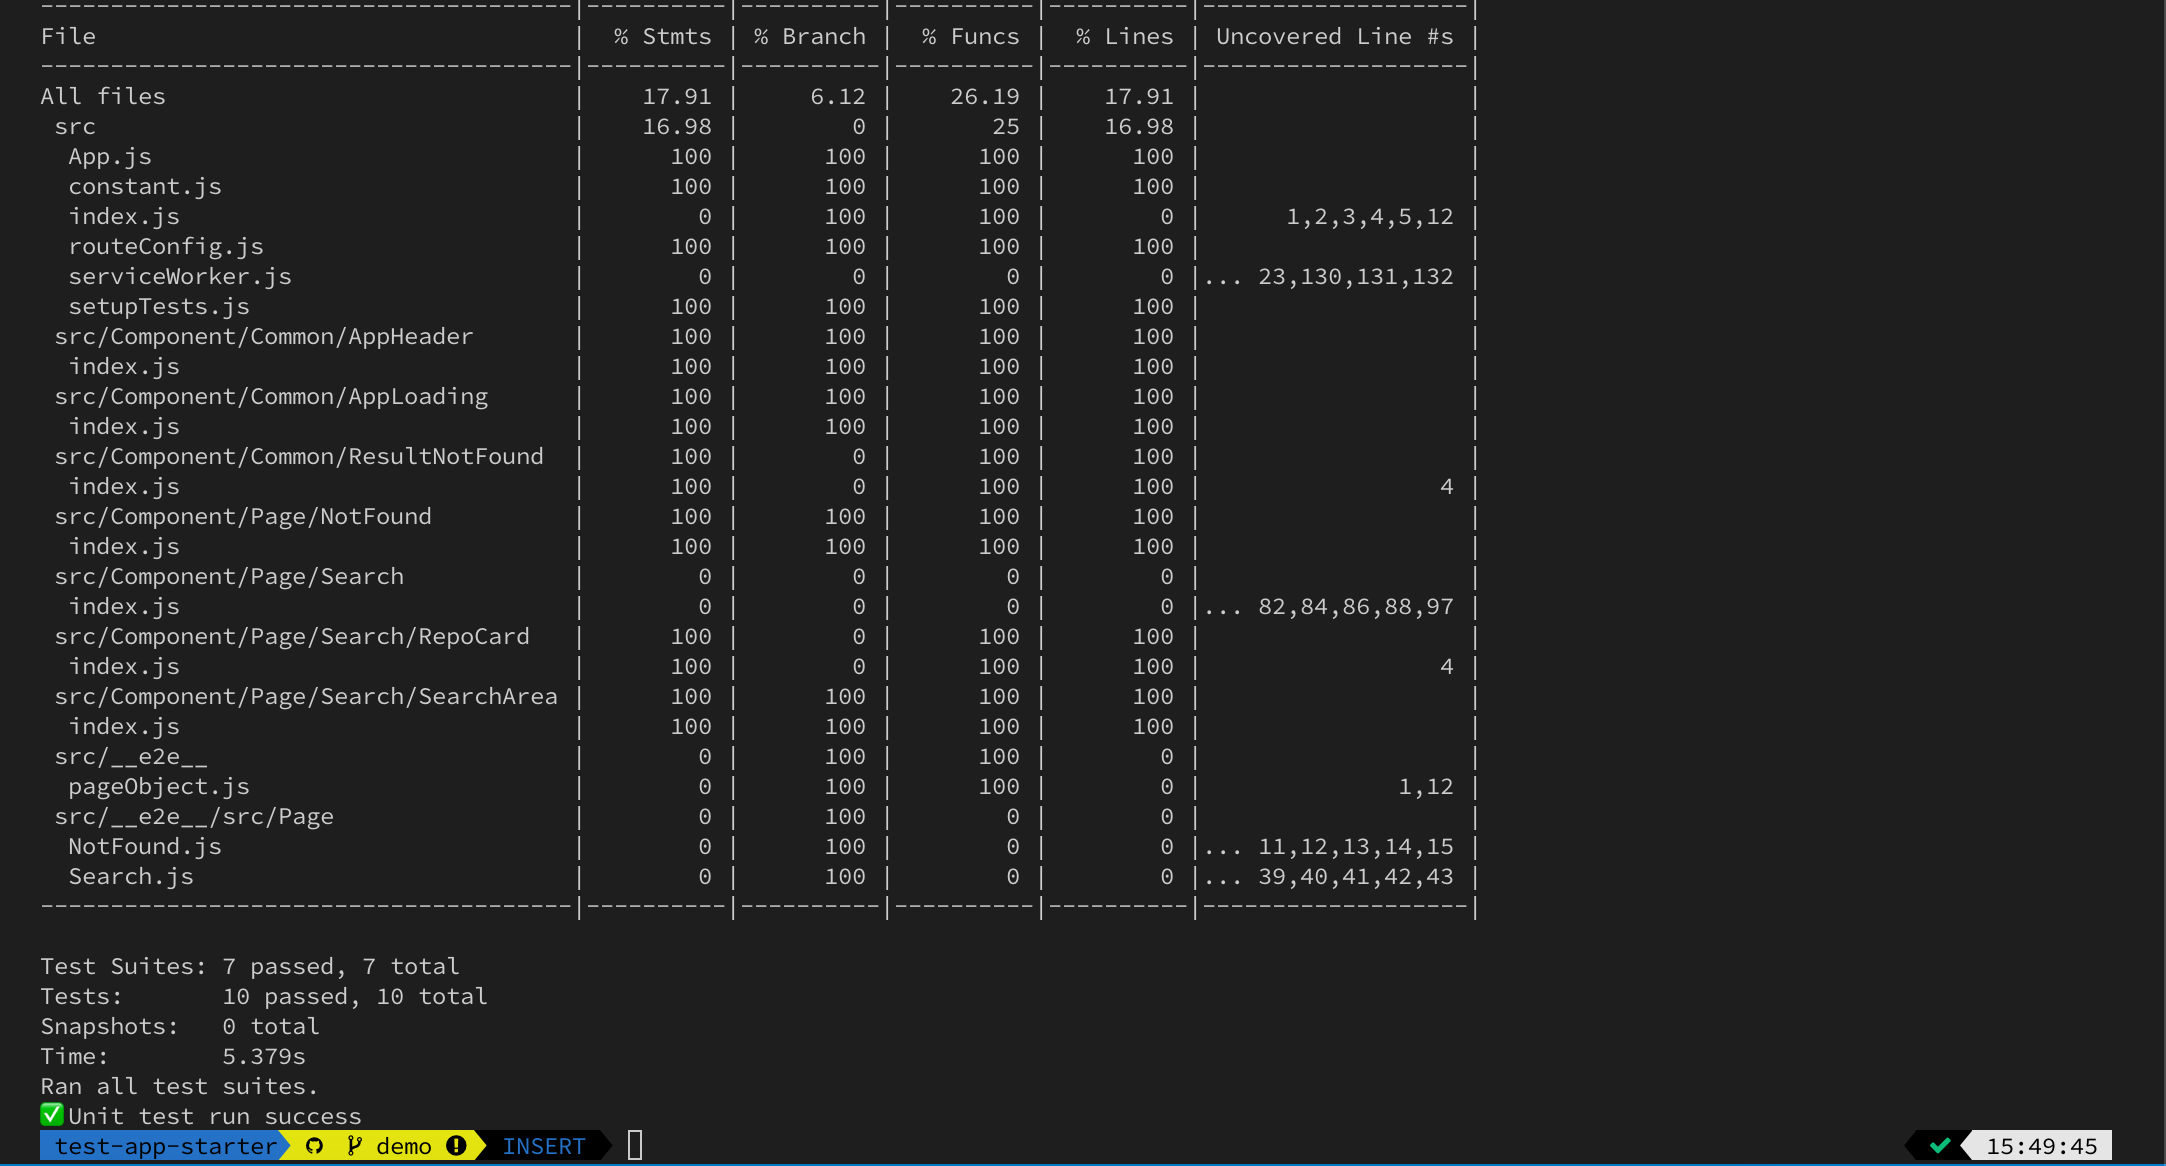 -----------------------------------|----------|----------|----------|----------|-------------------|
File | % Stmts | % Branch | % Funcs | % Lines | Uncovered Line #s |
-----------------------------------|----------|----------|----------|----------|-------------------|
All files | 17.91 | 6.12 | 26.19 | 17.91 | |
src | 16.98 | 0 | 25 | 16.98 | |
App.js | 100 | 100 | 100 | 100 | |
constant.js | 100 | 100 | 100 | 100 | |
index.js | 0 | 100 | 100 | 0 | 1,2,3,4,5,12 |
routeConfig.js | 100 | 100 | 100 | 100 | |
serviceWorker.js | 0 | 0 | 0 | 0 |... 23,130,131,132 |
setupTests.js | 100 | 100 | 100 | 100 | |
src/Component/Common/AppHeader | 100 | 100 | 100 | 100 | |
index.js | 100 | 100 | 100 | 100 | |
src/Component/Common/AppLoading | 100 | 100 | 100 | 100 | |
index.js | 100 | 100 | 100 | 100 | |
src/Component/Common/ResultNotFound | 100 | 0 | 100 | 100 | |
index.js | 100 | 0 | 100 | 100 | 4 |
src/Component/Page/NotFound | 100 | 100 | 100 | 100 | |
index.js | 100 | 100 | 100 | 100 | |
src/Component/Page/Search | 0 | 0 | 0 | 0 | |
index.js | 0 | 0 | 0 | 0 |... 82,84,86,88,97 |
src/Component/Page/Search/RepoCard | 100 | 0 | 100 | 100 | |
index.js | 100 | 0 | 100 | 100 | 4 |
src/Component/Page/Search/SearchArea | 100 | 100 | 100 | 100 | |
index.js | 100 | 100 | 100 | 100 | |
src/__e2e__ | 0 | 100 | 100 | 0 | |
pageObject.js | 0 | 100 | 100 | 0 | 1,12 |
src/__e2e__/src/Page | 0 | 100 | 0 | 0 | |
NotFound.js | 0 | 100 | 0 | 0 |... 11,12,13,14,15 |
Search.js | 0 | 100 | 0 | 0 |... 39,40,41,42,43 |
-----------------------------------|----------|----------|----------|----------|-------------------|
Test Suites: 7 passed, 7 total
Tests: 10 passed, 10 total
Snapshots: 0 total
Time: 5.379s
Ran all test suites.
✅Unit test run success
test-app-starter demo INSERT 15:49:45